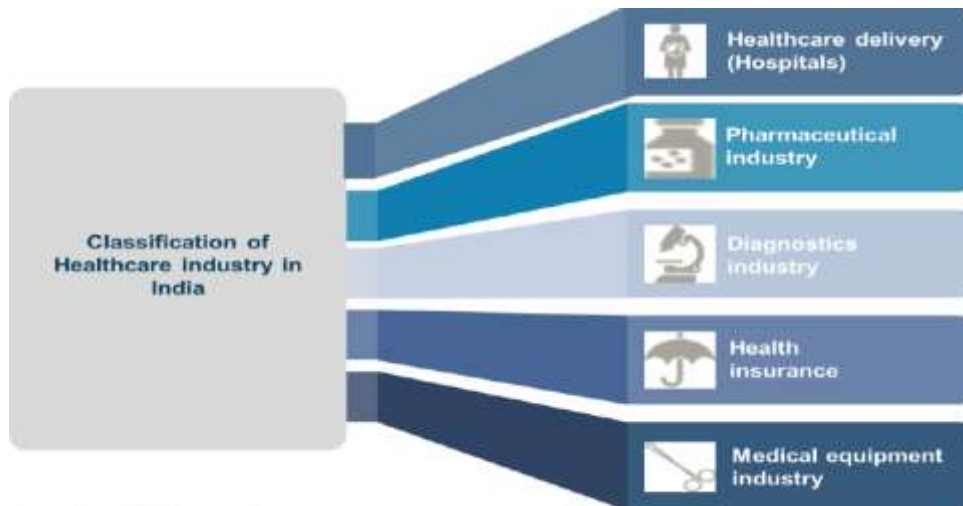 Classification of
Healthcare Industry in
India
Healthcare delivery
(Hospitals)
Pharmaceutical
industry
Diagnostics
industry
Health
insurance
Medical equipment
industry